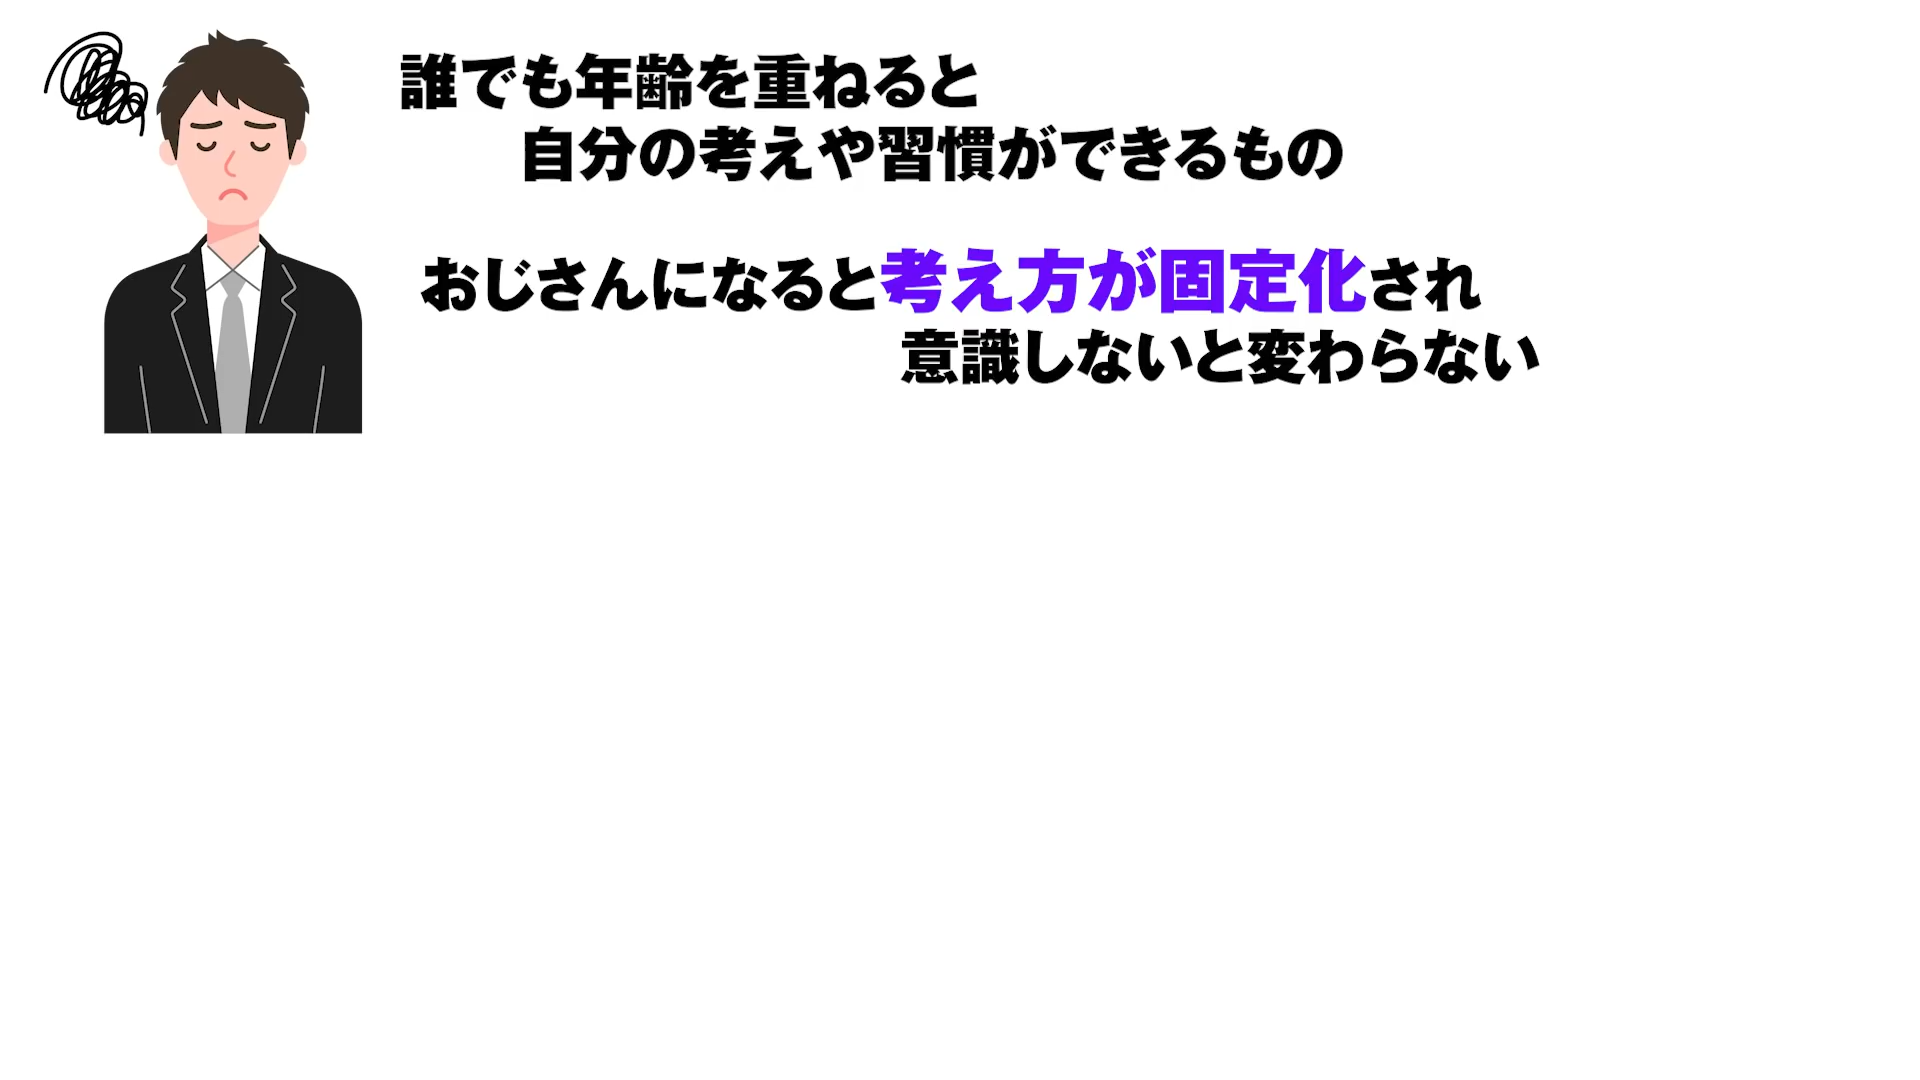 誰でも年齢を重ねると
自分の考えや習慣ができるもの
おじさんになると考え方が固定化され
意識しないと変わらない